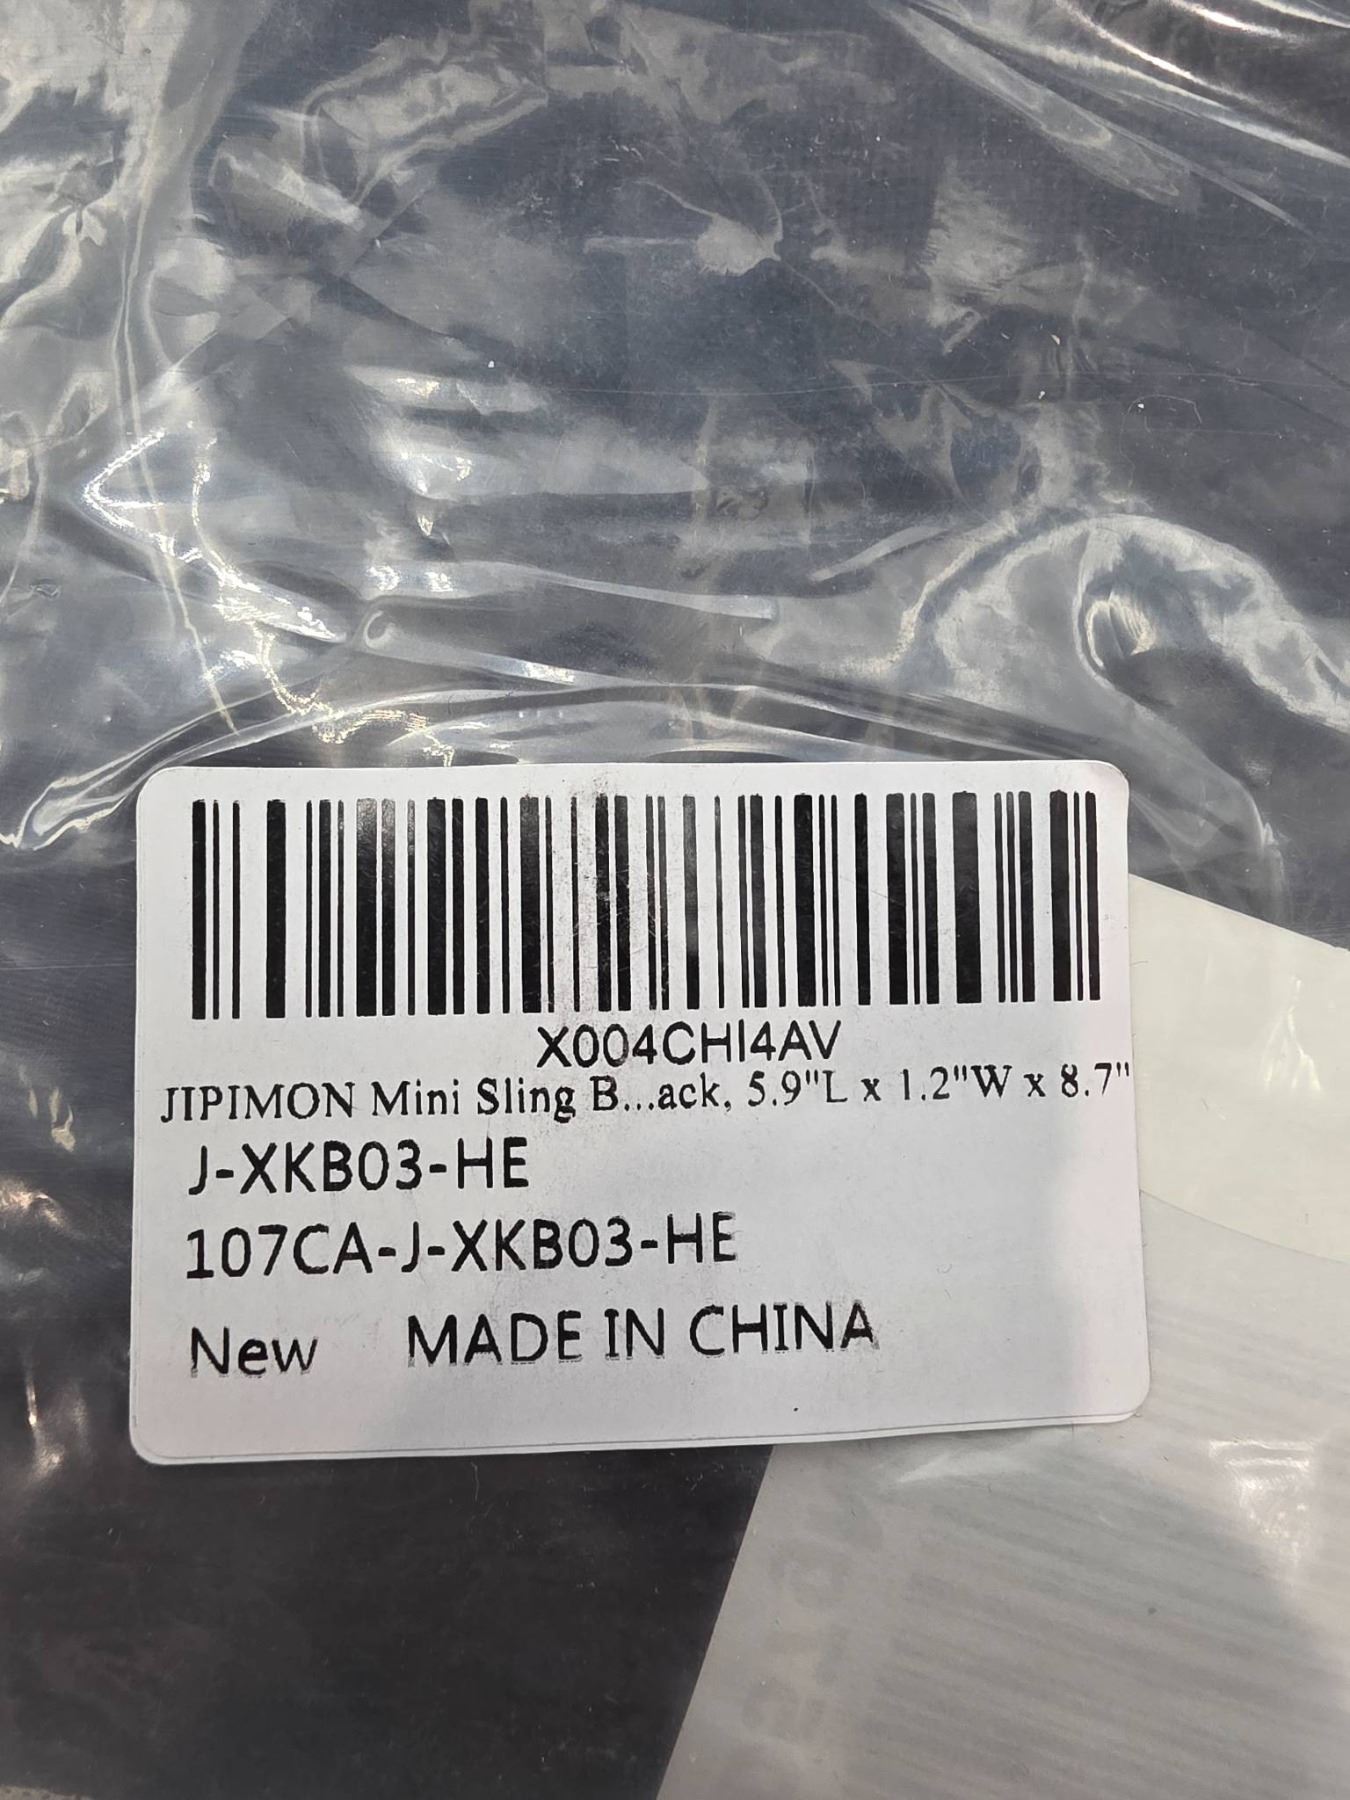 X004CHI4AV
JIPIMON Mini Sling B...ack, 5.9"L x 1.2"W x 8.7"
J-XKB03-HE
107CA-J-XKB03-HE
New MADE IN CHINA